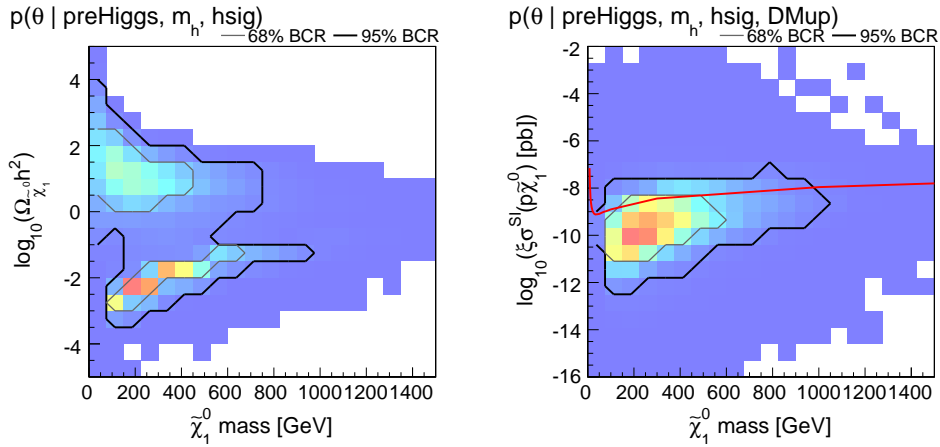 p(θ | preHiggs, m_h, hsig)
68% BCR
95% BCR
log₁₀(Ω_χ̃₁⁰ h²)
4
2
0
-2
-4
0 200 400 600 800 1000 1200 1400
χ̃₁⁰ mass [GeV]
p(θ | preHiggs, m_h, hsig, DMup)
68% BCR
95% BCR
log₁₀(ξσ^SI(pχ̃₁⁰) [pb])
-2
-4
-6
-8
-10
-12
-14
-16
0 200 400 600 800 1000 1200 1400
χ̃₁⁰ mass [GeV]